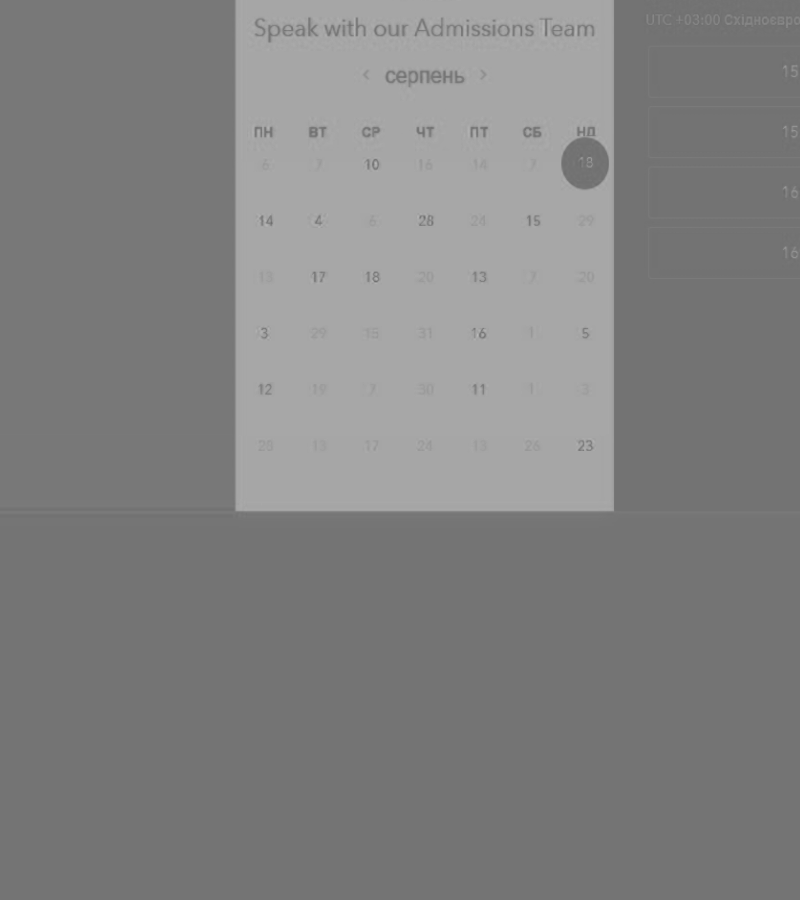 Speak with our Admissions Team
UTC +03:00 Східноєвро
‹ серпень ›
ПН ВТ СР ЧТ ПТ СБ НД
6 7 10 16 14 7 18
14 4 6 28 24 15 29
13 17 18 20 13 7 20
3 29 15 31 16 1 5
12 19 7 30 11 1 3
28 13 17 24 13 26 23
15
15
16
16